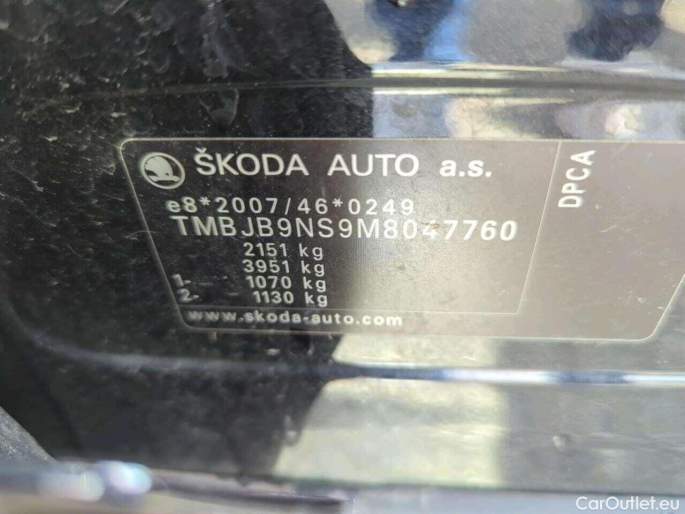 ŠKODA AUTO a.s.
e8*2007/46*0249
TMBJB9NS9M8047760
2151 kg
3951 kg
1- 1070 kg
2- 1130 kg
www.skoda-auto.com
DPCA
CarOutlet.eu